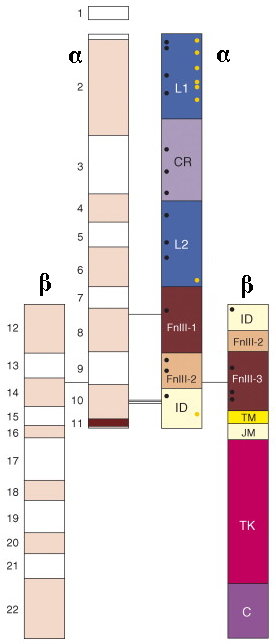 1
α
α
2
L1
3
CR
4
5
L2
6
β
β
7
8
FnIII-1
12
ID
FnIII-2
13
9
FnIII-2
FnIII-3
14
10
ID
15
11
TM
16
JM
17
18
TK
19
20
21
22
C